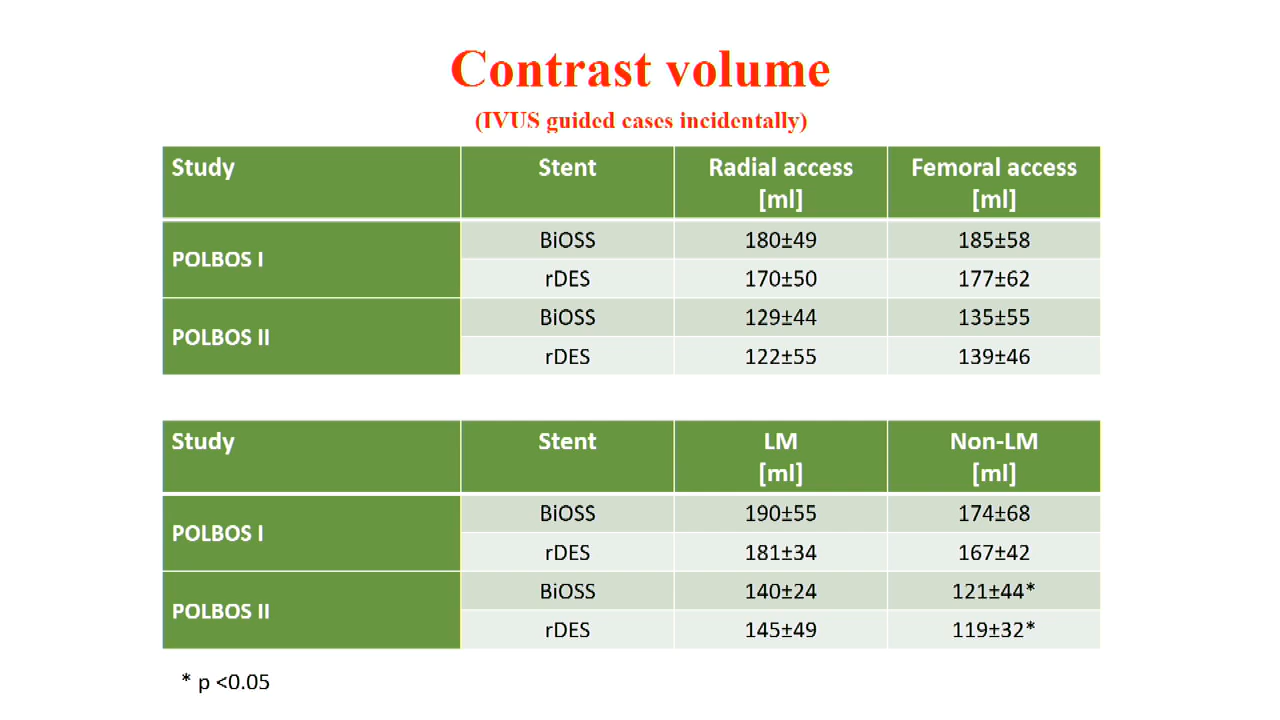 Contrast volume
(IVUS guided cases incidentally)
Study Stent Radial access [ml] Femoral access [ml]
POLBOS I BiOSS 180±49 185±58
rDES 170±50 177±62
POLBOS II BiOSS 129±44 135±55
rDES 122±55 139±46
Study Stent LM [ml] Non-LM [ml]
POLBOS I BiOSS 190±55 174±68
rDES 181±34 167±42
POLBOS II BiOSS 140±24 121±44*
rDES 145±49 119±32*
* p <0.05